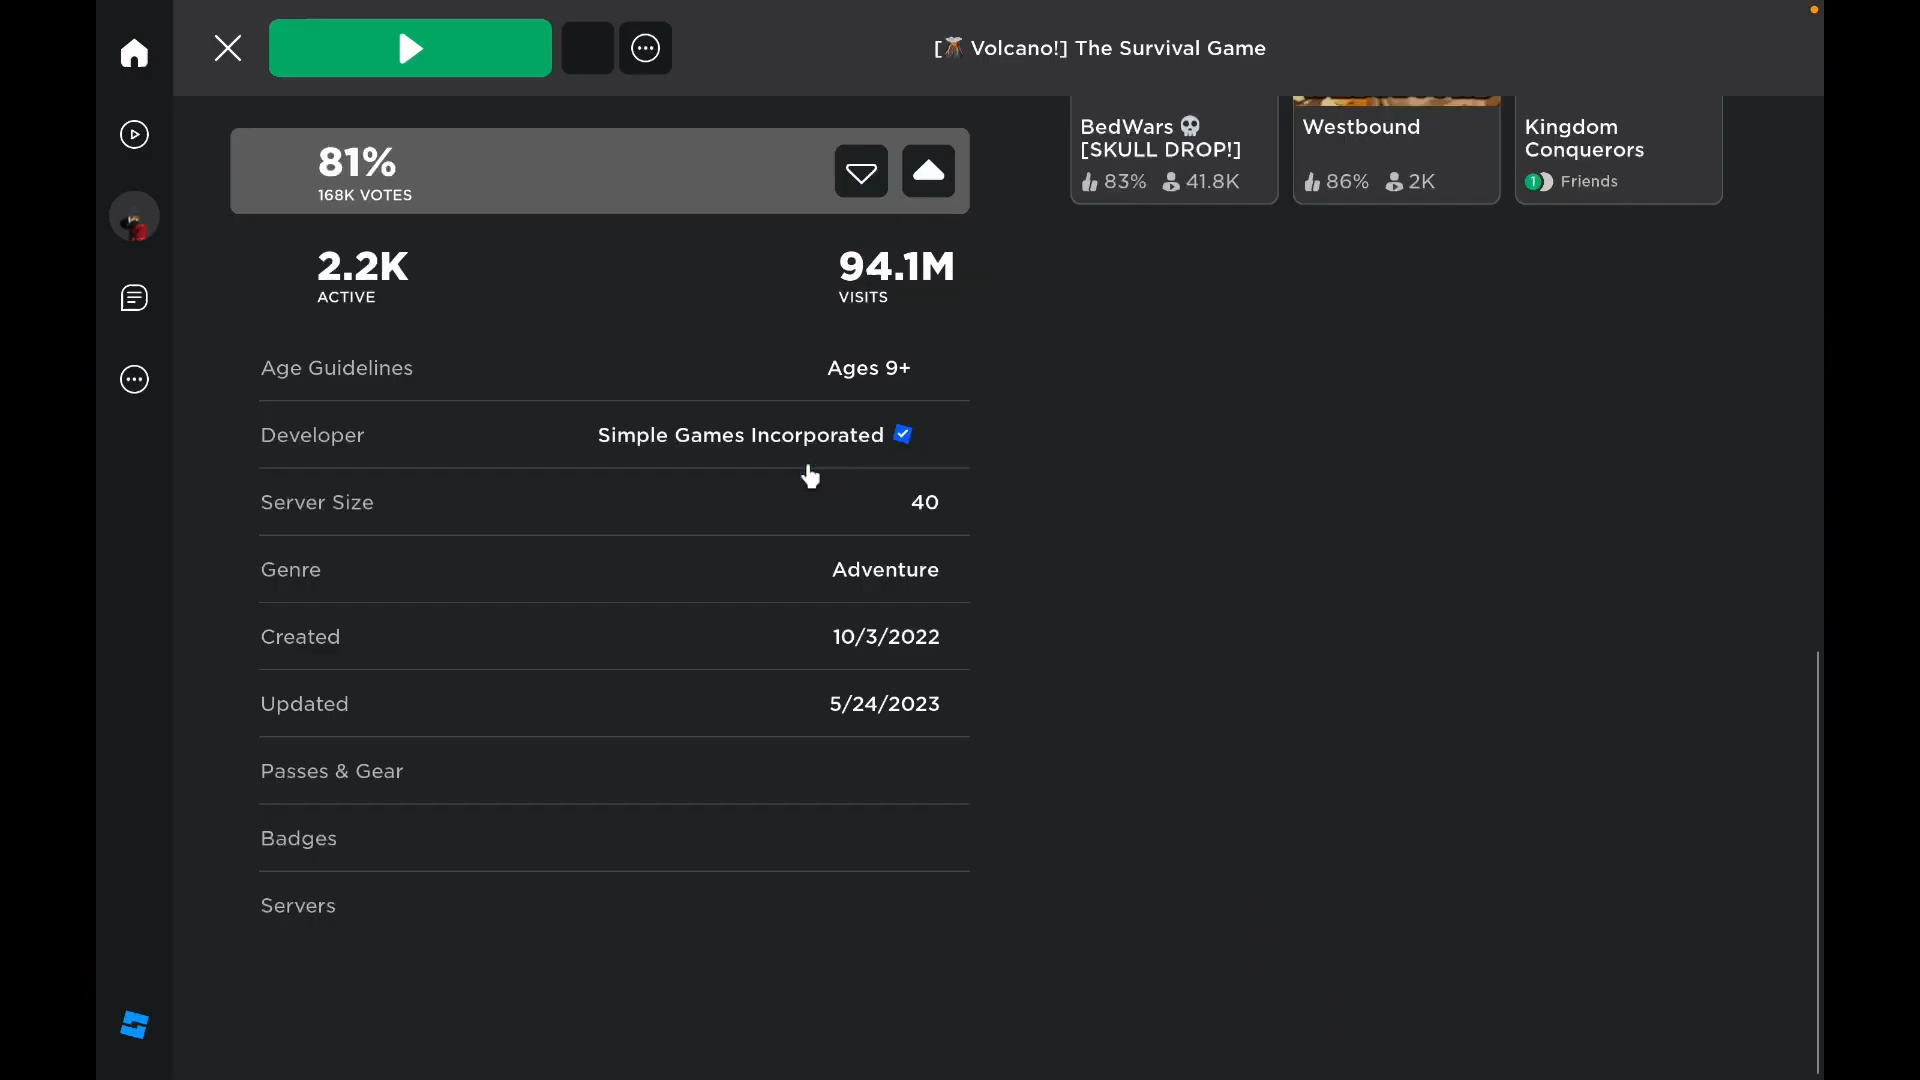 [🌋 Volcano!] The Survival Game
81%
168K VOTES
2.2K
ACTIVE
94.1M
VISITS
Age Guidelines
Ages 9+
Developer
Simple Games Incorporated
Server Size
40
Genre
Adventure
Created
10/3/2022
Updated
5/24/2023
Passes & Gear
Badges
Servers
BedWars 💀
[SKULL DROP!]
83% 41.8K
Westbound
86% 2K
Kingdom
Conquerors
1 Friends